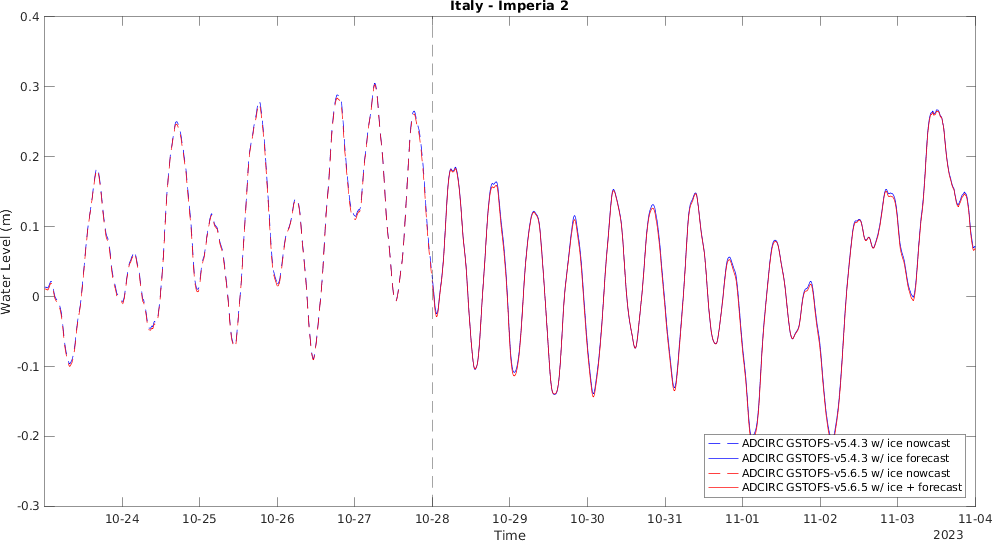 Italy - Imperia 2
0.4
0.3
0.2
0.1
0
-0.1
-0.2
-0.3
Water Level (m)
ADCIRC GSTOFS-v5.4.3 w/ ice nowcast
ADCIRC GSTOFS-v5.4.3 w/ ice forecast
ADCIRC GSTOFS-v5.6.5 w/ ice nowcast
ADCIRC GSTOFS-v5.6.5 w/ ice + forecast
10-24 10-25 10-26 10-27 10-28 10-29 10-30 10-31 11-01 11-02 11-03 11-04
Time
2023